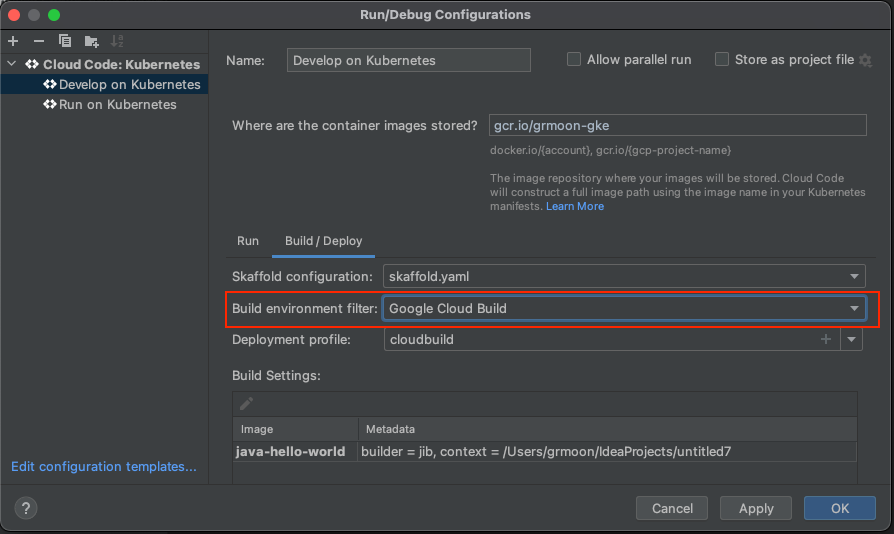 Run/Debug Configurations
Cloud Code: Kubernetes
Develop on Kubernetes
Run on Kubernetes
Name: Develop on Kubernetes
Allow parallel run
Store as project file
Where are the container images stored? gcr.io/grmoon-gke
docker.io/{account}, gcr.io/{gcp-project-name}
The image repository where your images will be stored. Cloud Code
will construct a full image path using the image name in your Kubernetes
manifests. Learn More
Run Build / Deploy
Skaffold configuration: skaffold.yaml
Build environment filter: Google Cloud Build
Deployment profile: cloudbuild
Build Settings:
Image Metadata
java-hello-world builder = jib, context = /Users/grmoon/IdeaProjects/untitled7
Edit configuration templates...
? Cancel Apply OK